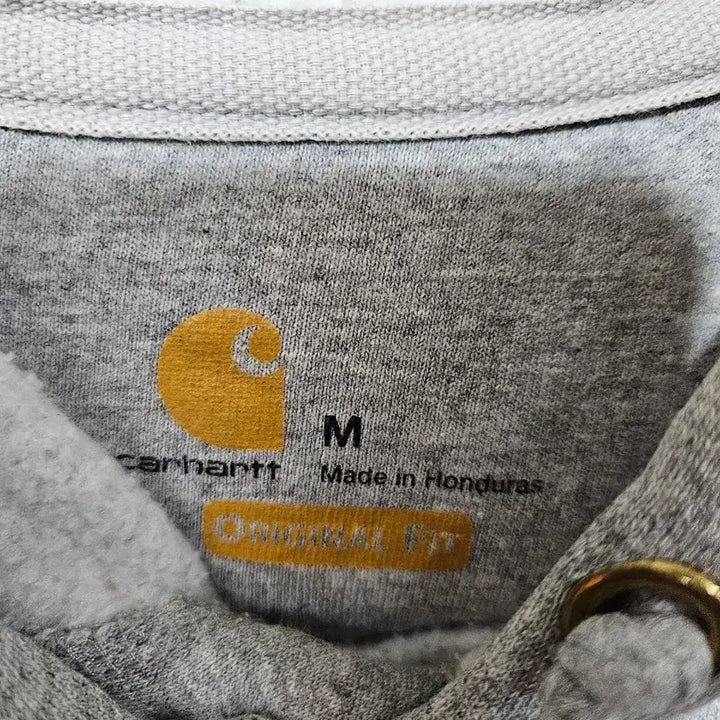 M
carhartt
Made in Honduras
ORIGINAL FIT